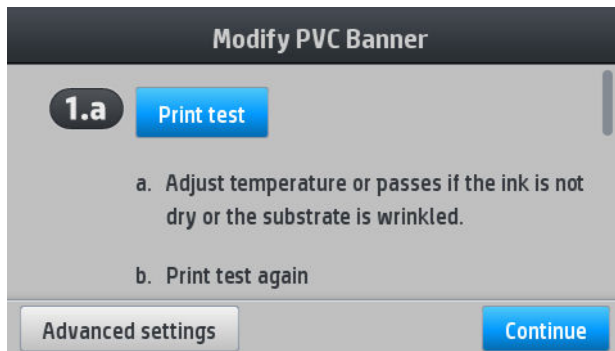 Modify PVC Banner
1.a Print test
a. Adjust temperature or passes if the ink is not
dry or the substrate is wrinkled.
b. Print test again
Advanced settings Continue